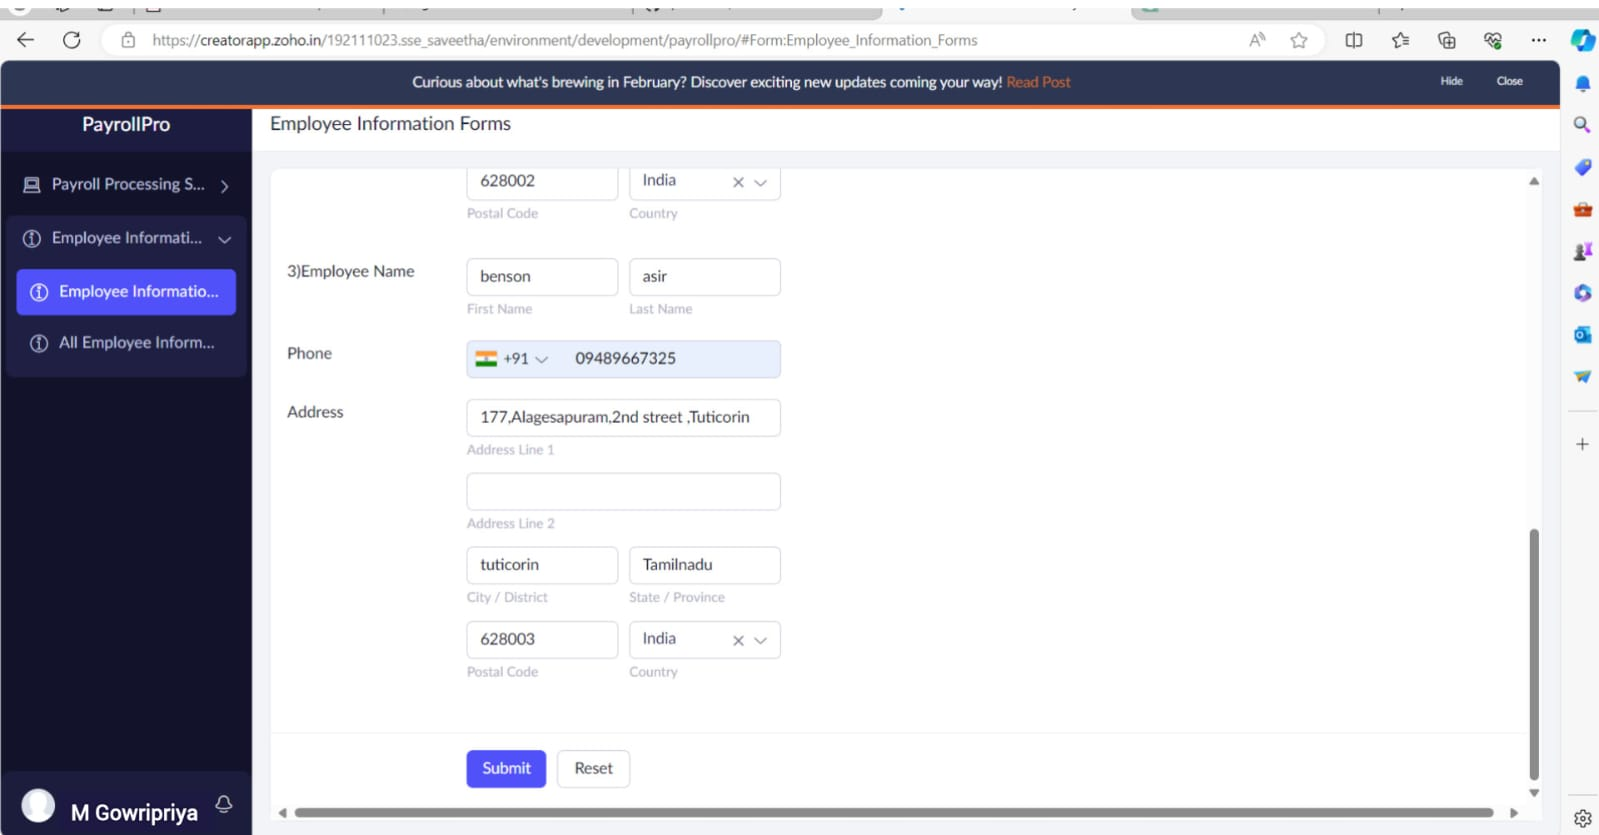 https://creatorapp.zoho.in/192111023.sse_saveetha/environment/development/payrollpro/#Form:Employee_Information_Forms
Curious about what's brewing in February? Discover exciting new updates coming your way! Read Post
Hide
Close
PayrollPro
Employee Information Forms
Payroll Processing S...
Employee Informati...
Employee Informatio...
All Employee Inform...
628002
India
Postal Code
Country
3)Employee Name
benson
asir
First Name
Last Name
Phone
+91
09489667325
Address
177,Alagesapuram,2nd street ,Tuticorin
Address Line 1
Address Line 2
tuticorin
Tamilnadu
City / District
State / Province
628003
India
Postal Code
Country
Submit
Reset
M Gowripriya